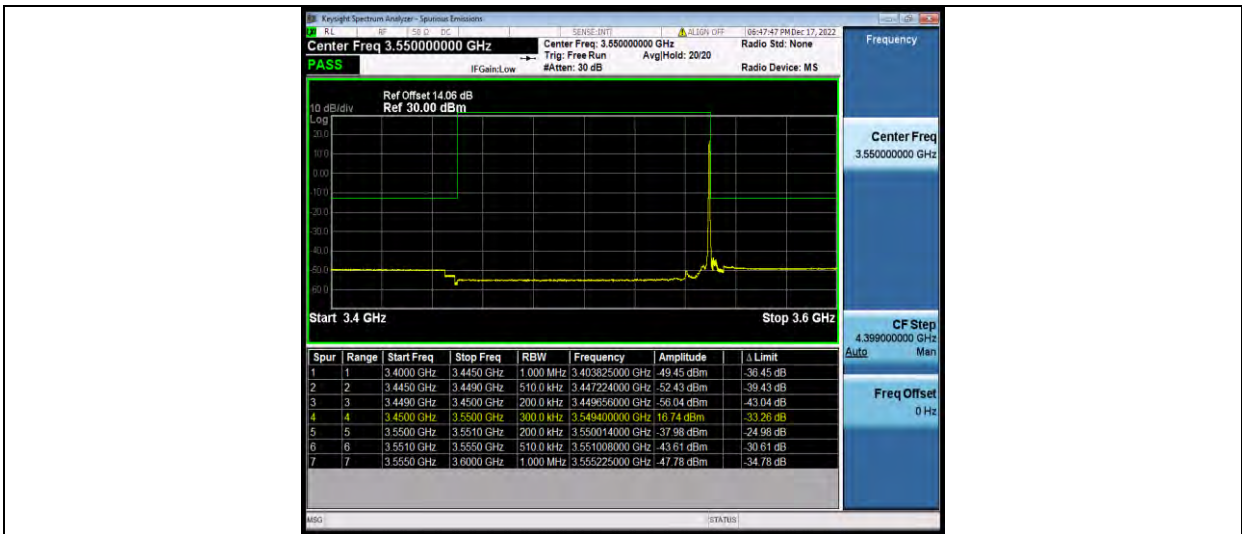 Keysight Spectrum Analyzer - Spurious Emissions
RL RF 50 Ω DC SENSE:INT ALIGN OFF 06:47:47 PM Dec 17, 2022
Center Freq 3.550000000 GHz
Center Freq: 3.550000000 GHz Radio Std: None
Trig: Free Run Avg|Hold: 20/20
PASS IFGain:Low #Atten: 30 dB Radio Device: MS
Frequency
Ref Offset 14.06 dB
10 dB/div Ref 30.00 dBm
Log
20.0
10.0
0.00
-10.0
-20.0
-30.0
-40.0
-50.0
-60.0
Start 3.4 GHz Stop 3.6 GHz
Center Freq
3.550000000 GHz
CF Step
4.399000000 GHz
Auto Man
Freq Offset
0 Hz
Spur Range Start Freq Stop Freq RBW Frequency Amplitude Δ Limit
1 1 3.4000 GHz 3.4450 GHz 1.000 MHz 3.403825000 GHz -49.45 dBm -36.45 dB
2 2 3.4450 GHz 3.4490 GHz 510.0 kHz 3.447224000 GHz -52.43 dBm -39.43 dB
3 3 3.4490 GHz 3.4500 GHz 200.0 kHz 3.449656000 GHz -56.04 dBm -43.04 dB
4 4 3.4500 GHz 3.5500 GHz 300.0 kHz 3.549400000 GHz 16.74 dBm -33.26 dB
5 5 3.5500 GHz 3.5510 GHz 200.0 kHz 3.550014000 GHz -37.98 dBm -24.98 dB
6 6 3.5510 GHz 3.5550 GHz 510.0 kHz 3.551008000 GHz -43.61 dBm -30.61 dB
7 7 3.5550 GHz 3.6000 GHz 1.000 MHz 3.555225000 GHz -47.78 dBm -34.78 dB
MSG STATUS